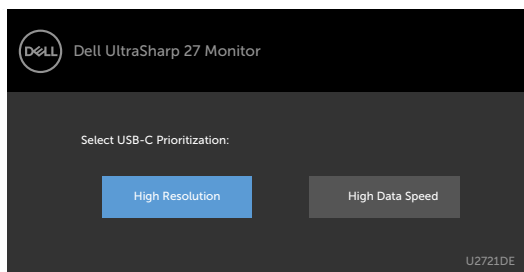 DELL
Dell UltraSharp 27 Monitor
Select USB-C Prioritization:
High Resolution
High Data Speed
U2721DE